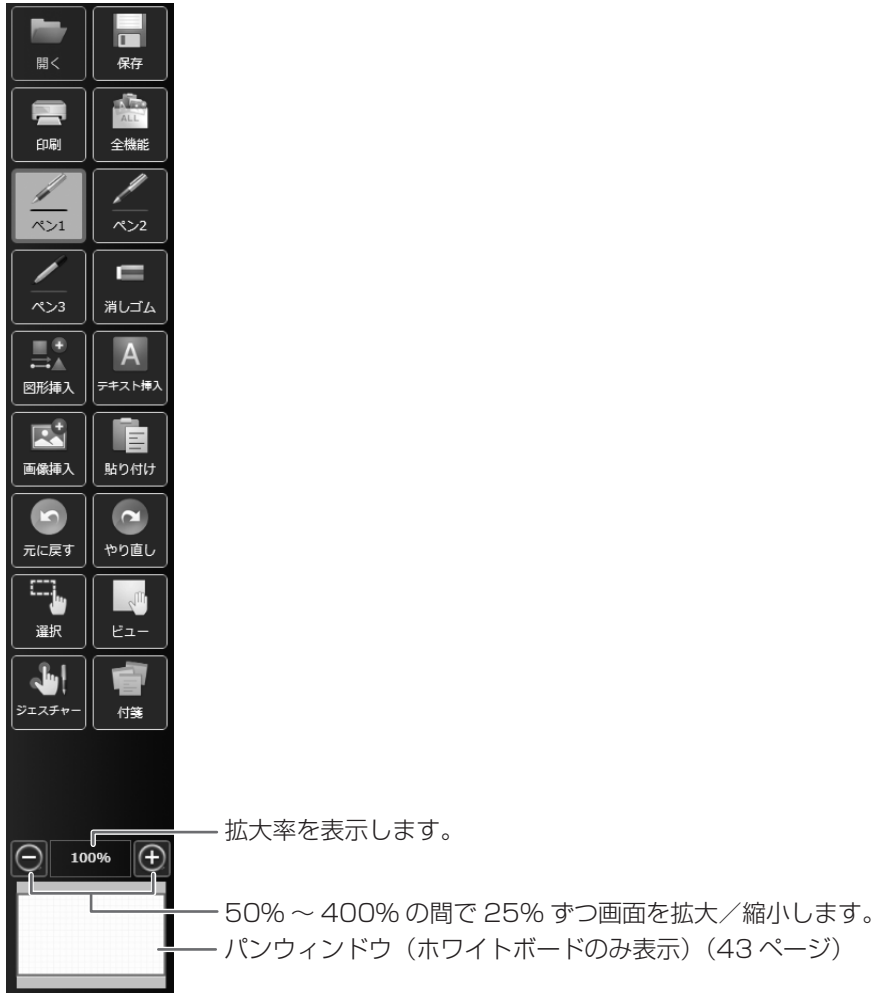 開く 保存
ALL
印刷 全機能
ペン1 ペン2
ペン3 消しゴム
A
図形挿入 テキスト挿入
画像挿入 貼り付け
元に戻す やり直し
選択 ビュー
ジェスチャー 付箋
拡大率を表示します。
100%
50% ～ 400% の間で 25% ずつ画面を拡大／縮小します。
パンウィンドウ（ホワイトボードのみ表示）（43 ページ）